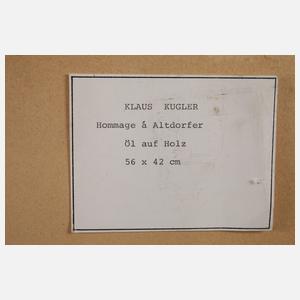 KLAUS KUGLER
Hommage å Altdorfer
Öl auf Holz
56 x 42 cm